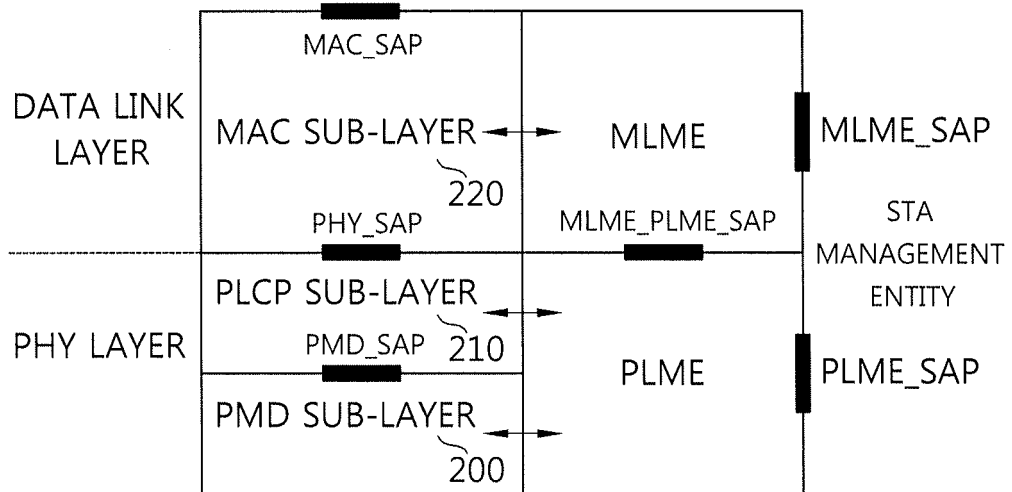 MAC_SAP
DATA LINK
LAYER
MAC SUB-LAYER
220
MLME
MLME_SAP
PHY_SAP
MLME_PLME_SAP
STA
MANAGEMENT
ENTITY
PLCP SUB-LAYER
210
PHY LAYER
PMD_SAP
PLME
PLME_SAP
PMD SUB-LAYER
200